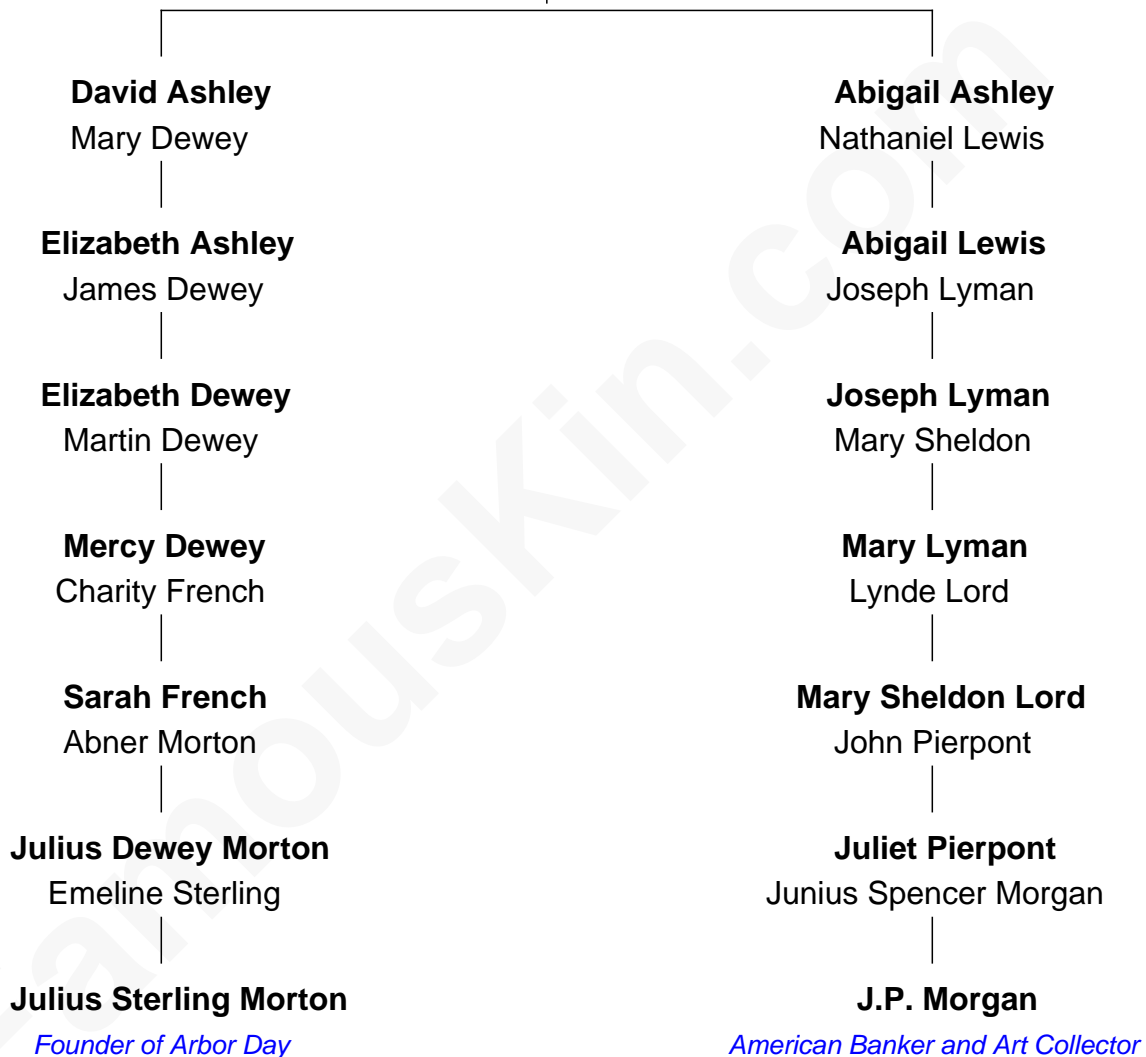 David Ashley
Mary Dewey
Abigail Ashley
Nathaniel Lewis
Elizabeth Ashley
James Dewey
Abigail Lewis
Joseph Lyman
Elizabeth Dewey
Martin Dewey
Joseph Lyman
Mary Sheldon
Mercy Dewey
Charity French
Mary Lyman
Lynde Lord
Sarah French
Abner Morton
Mary Sheldon Lord
John Pierpont
Julius Dewey Morton
Emeline Sterling
Juliet Pierpont
Junius Spencer Morgan
Julius Sterling Morton
Founder of Arbor Day
J.P. Morgan
American Banker and Art Collector
FamousKin.com